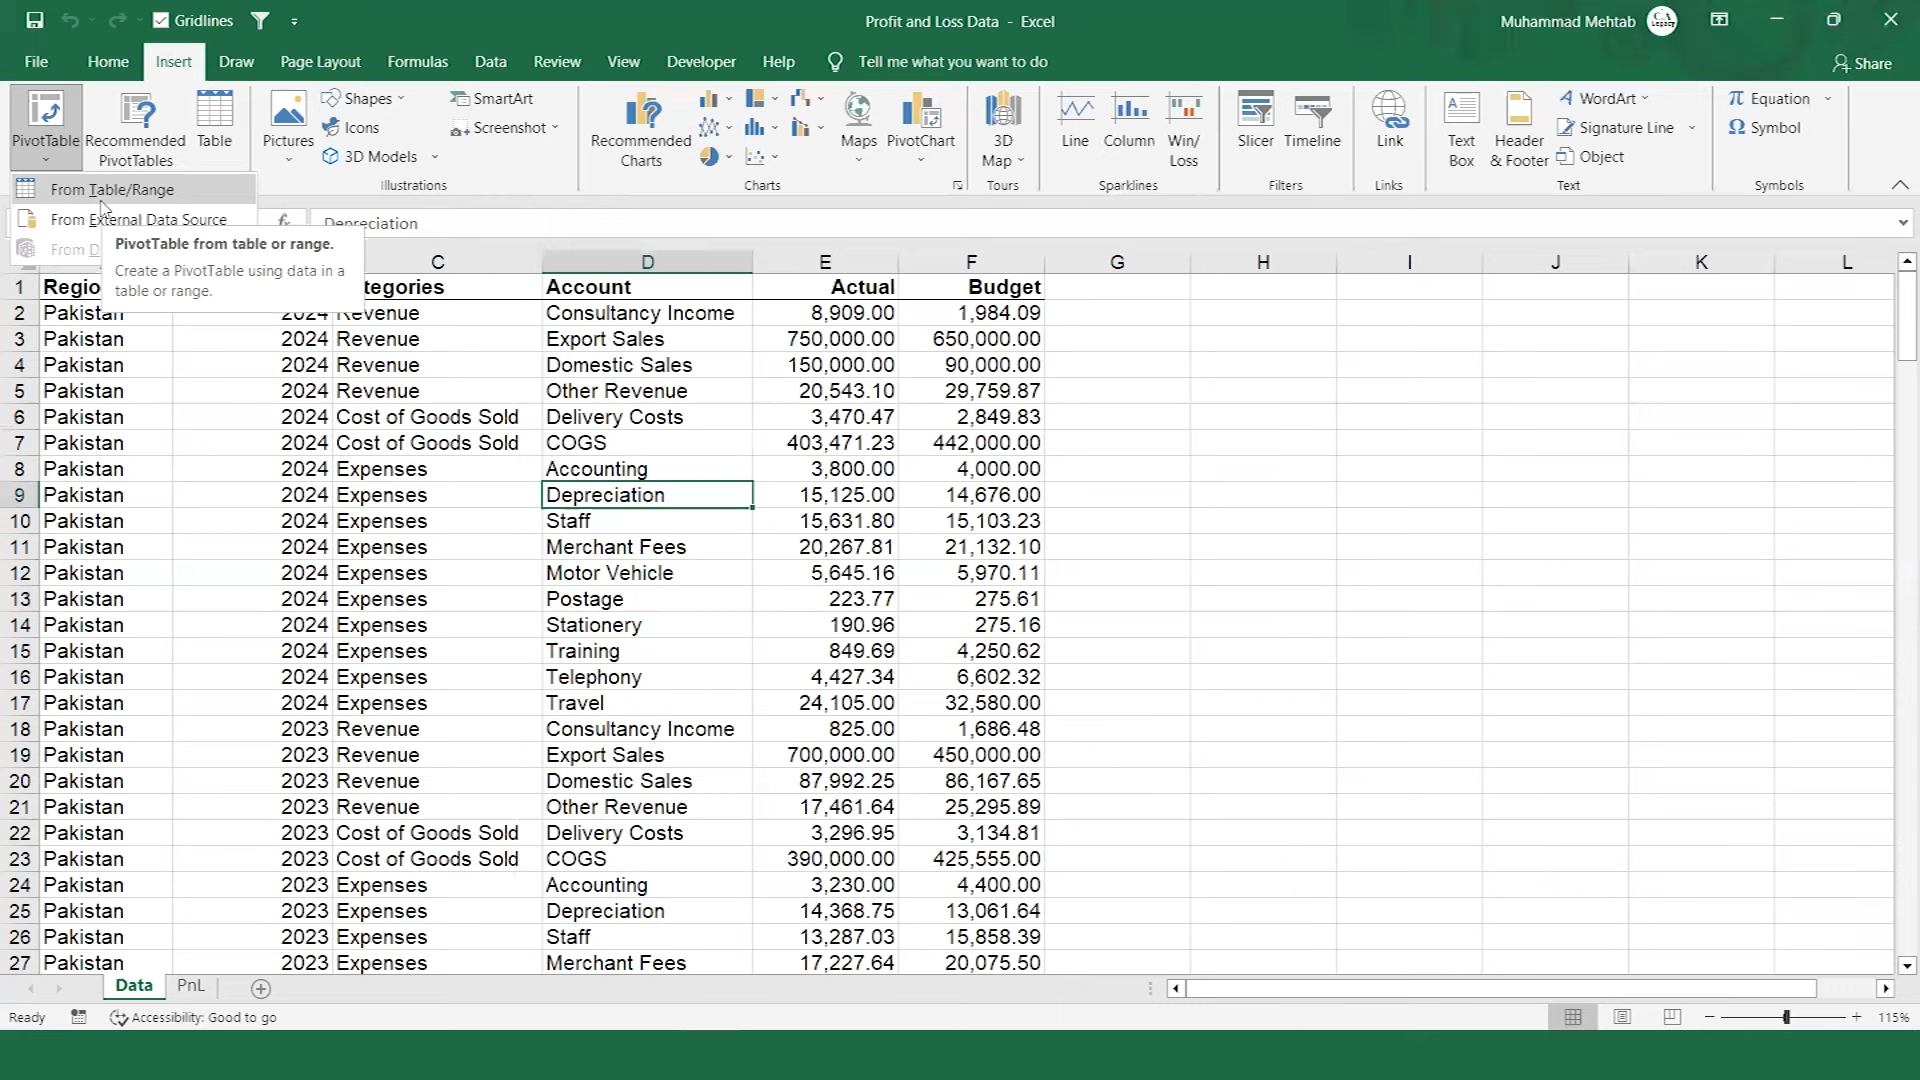 Gridlines
Profit and Loss Data - Excel
Muhammad Mehtab
File Home Insert Draw Page Layout Formulas Data Review View Developer Help Tell me what you want to do
Share
PivotTable
Recommended PivotTables
Table
Pictures
Shapes
Icons
3D Models
SmartArt
Screenshot
Illustrations
Recommended Charts
Maps
PivotChart
Charts
3D Map
Tours
Line
Column
Win/Loss
Sparklines
Slicer
Timeline
Filters
Link
Links
Text Box
Header & Footer
WordArt
Signature Line
Object
Text
Equation
Symbol
Symbols
From Table/Range
From External Data Source
From D
PivotTable from table or range.
Create a PivotTable using data in a
table or range.
fx Depreciation
C D E F G H I J K L
1 Regio tegories Account Actual Budget
2 Pakistan 2024 Revenue Consultancy Income 8,909.00 1,984.09
3 Pakistan 2024 Revenue Export Sales 750,000.00 650,000.00
4 Pakistan 2024 Revenue Domestic Sales 150,000.00 90,000.00
5 Pakistan 2024 Revenue Other Revenue 20,543.10 29,759.87
6 Pakistan 2024 Cost of Goods Sold Delivery Costs 3,470.47 2,849.83
7 Pakistan 2024 Cost of Goods Sold COGS 403,471.23 442,000.00
8 Pakistan 2024 Expenses Accounting 3,800.00 4,000.00
9 Pakistan 2024 Expenses Depreciation 15,125.00 14,676.00
10 Pakistan 2024 Expenses Staff 15,631.80 15,103.23
11 Pakistan 2024 Expenses Merchant Fees 20,267.81 21,132.10
12 Pakistan 2024 Expenses Motor Vehicle 5,645.16 5,970.11
13 Pakistan 2024 Expenses Postage 223.77 275.61
14 Pakistan 2024 Expenses Stationery 190.96 275.16
15 Pakistan 2024 Expenses Training 849.69 4,250.62
16 Pakistan 2024 Expenses Telephony 4,427.34 6,602.32
17 Pakistan 2024 Expenses Travel 24,105.00 32,580.00
18 Pakistan 2023 Revenue Consultancy Income 825.00 1,686.48
19 Pakistan 2023 Revenue Export Sales 700,000.00 450,000.00
20 Pakistan 2023 Revenue Domestic Sales 87,992.25 86,167.65
21 Pakistan 2023 Revenue Other Revenue 17,461.64 25,295.89
22 Pakistan 2023 Cost of Goods Sold Delivery Costs 3,296.95 3,134.81
23 Pakistan 2023 Cost of Goods Sold COGS 390,000.00 425,555.00
24 Pakistan 2023 Expenses Accounting 3,230.00 4,400.00
25 Pakistan 2023 Expenses Depreciation 14,368.75 13,061.64
26 Pakistan 2023 Expenses Staff 13,287.03 15,858.39
27 Pakistan 2023 Expenses Merchant Fees 17,227.64 20,075.50
Data PnL
Ready Accessibility: Good to go
115%